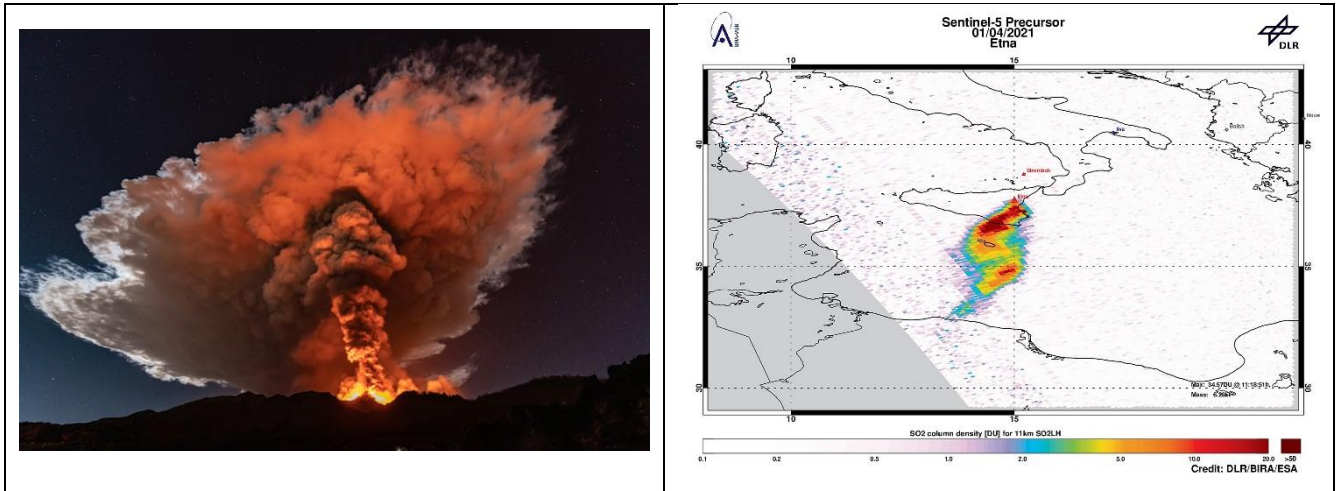 Sentinel-5 Precursor
01/04/2021
Etna
DLR
10 15
40 40
Stromboli
35 35
30
10 15
SO2 column density [DU] for 11km SO2LH
0.1 0.2 0.5 1.0 2.0 5.0 10.0 20.0 >50
Credit: DLR/BIRA/ESA